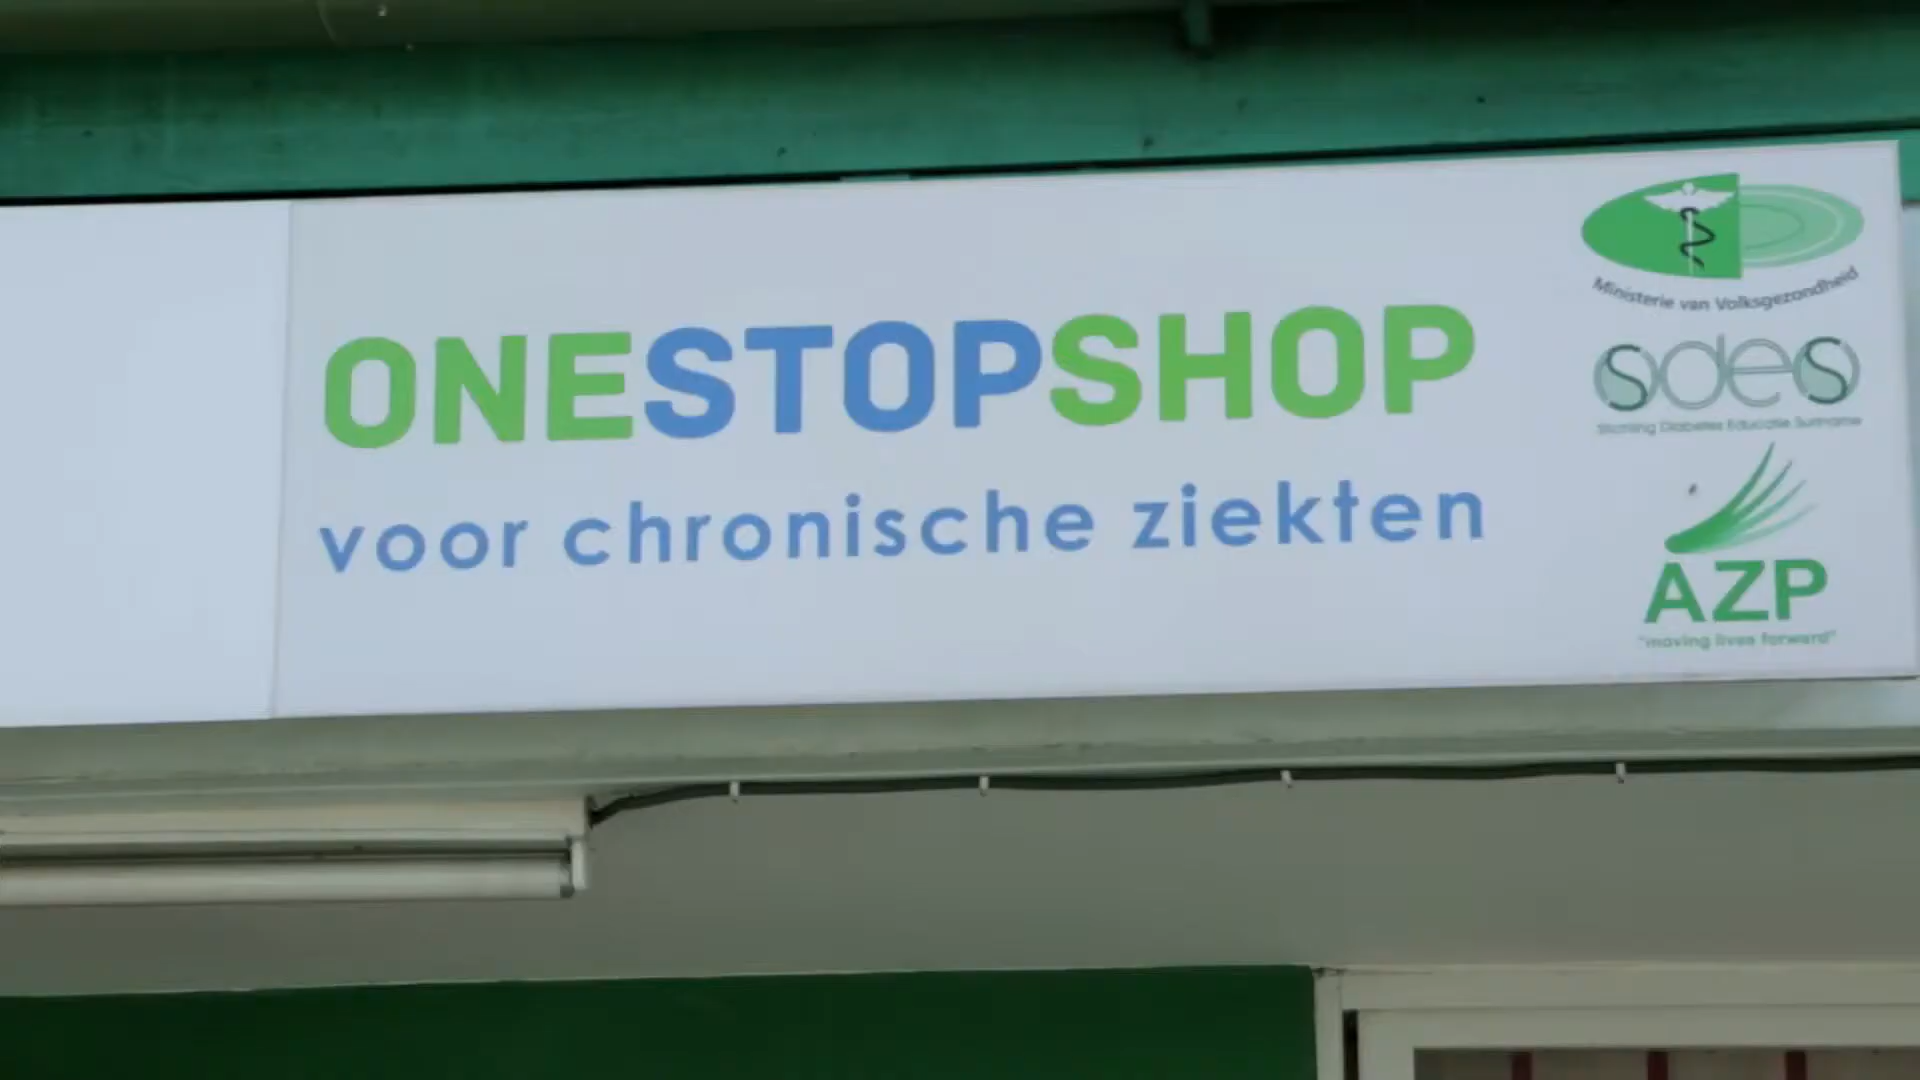 ONESTOPSHOP
voor chronische ziekten
Ministerie van Volksgezondheid
sdes
Stichting Diabetes Educatie Suriname
AZP
"moving lives forward"